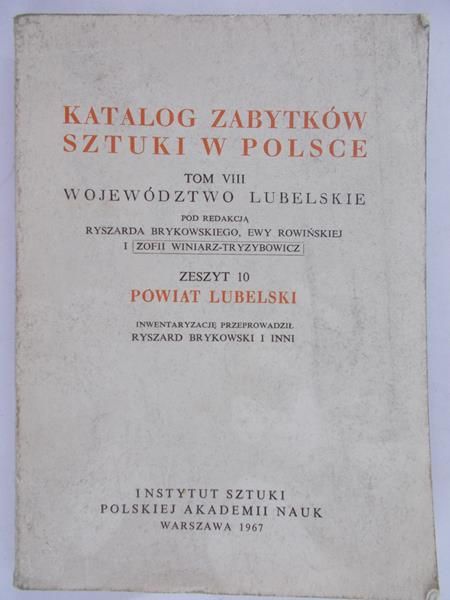 KATALOG ZABYTKÓW
SZTUKI W POLSCE
TOM VIII
WOJEWÓDZTWO LUBELSKIE
POD REDAKCJĄ
RYSZARDA BRYKOWSKIEGO, EWY ROWIŃSKIEJ
I ZOFII WINIARZ-TRYZYBOWICZ
ZESZYT 10
POWIAT LUBELSKI
INWENTARYZACJĘ PRZEPROWADZIŁ
RYSZARD BRYKOWSKI I INNI
INSTYTUT SZTUKI
POLSKIEJ AKADEMII NAUK
WARSZAWA 1967